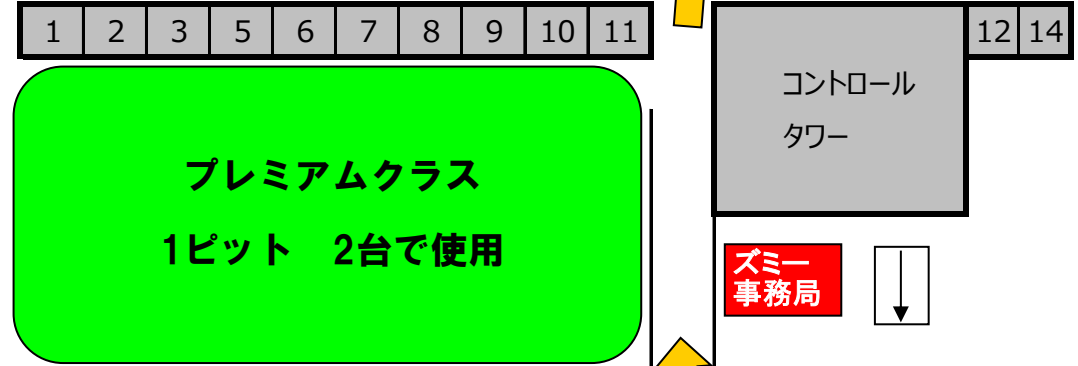 1 2 3 5 6 7 8 9 10 11
12 14
コントロール
タワー
プレミアムクラス
1ピット　2台で使用
ズミー
事務局